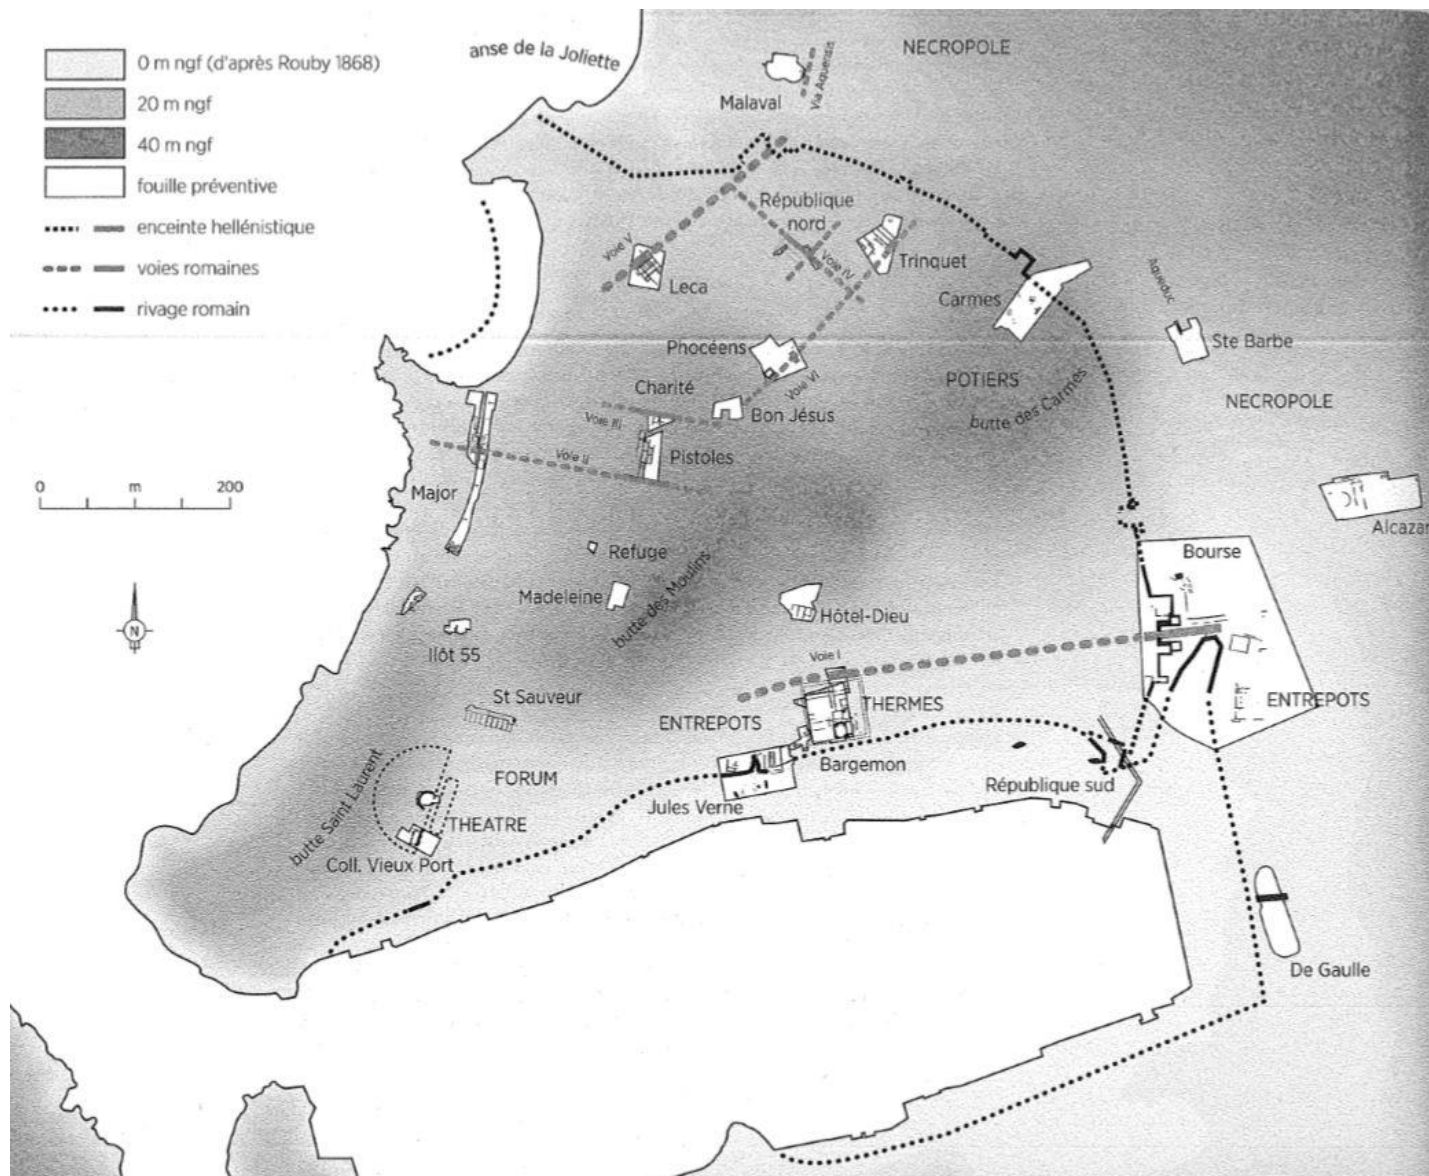 0 m ngf (d'après Rouby 1868)
20 m ngf
40 m ngf
fouille préventive
enceinte hellénistique
voies romaines
rivage romain
anse de la Joliette
NECROPOLE
Malaval
Via Aquensis
République
nord
Voie V
Leca
Voie IV
Trinquet
Carmes
Aqueduc
Ste Barbe
Phocéens
Voie VI
POTIERS
butte des Carmes
NECROPOLE
Charité
Voie III
Bon Jésus
Voie II
Pistoles
0 m 200
Major
Alcazar
Refuge
Bourse
Madeleine
butte des Moulins
Hôtel-Dieu
N
Ilôt 55
Voie I
St Sauveur
ENTREPOTS
THERMES
ENTREPOTS
FORUM
Bargemon
République sud
butte Saint Laurent
Jules Verne
THEATRE
Coll. Vieux Port
De Gaulle